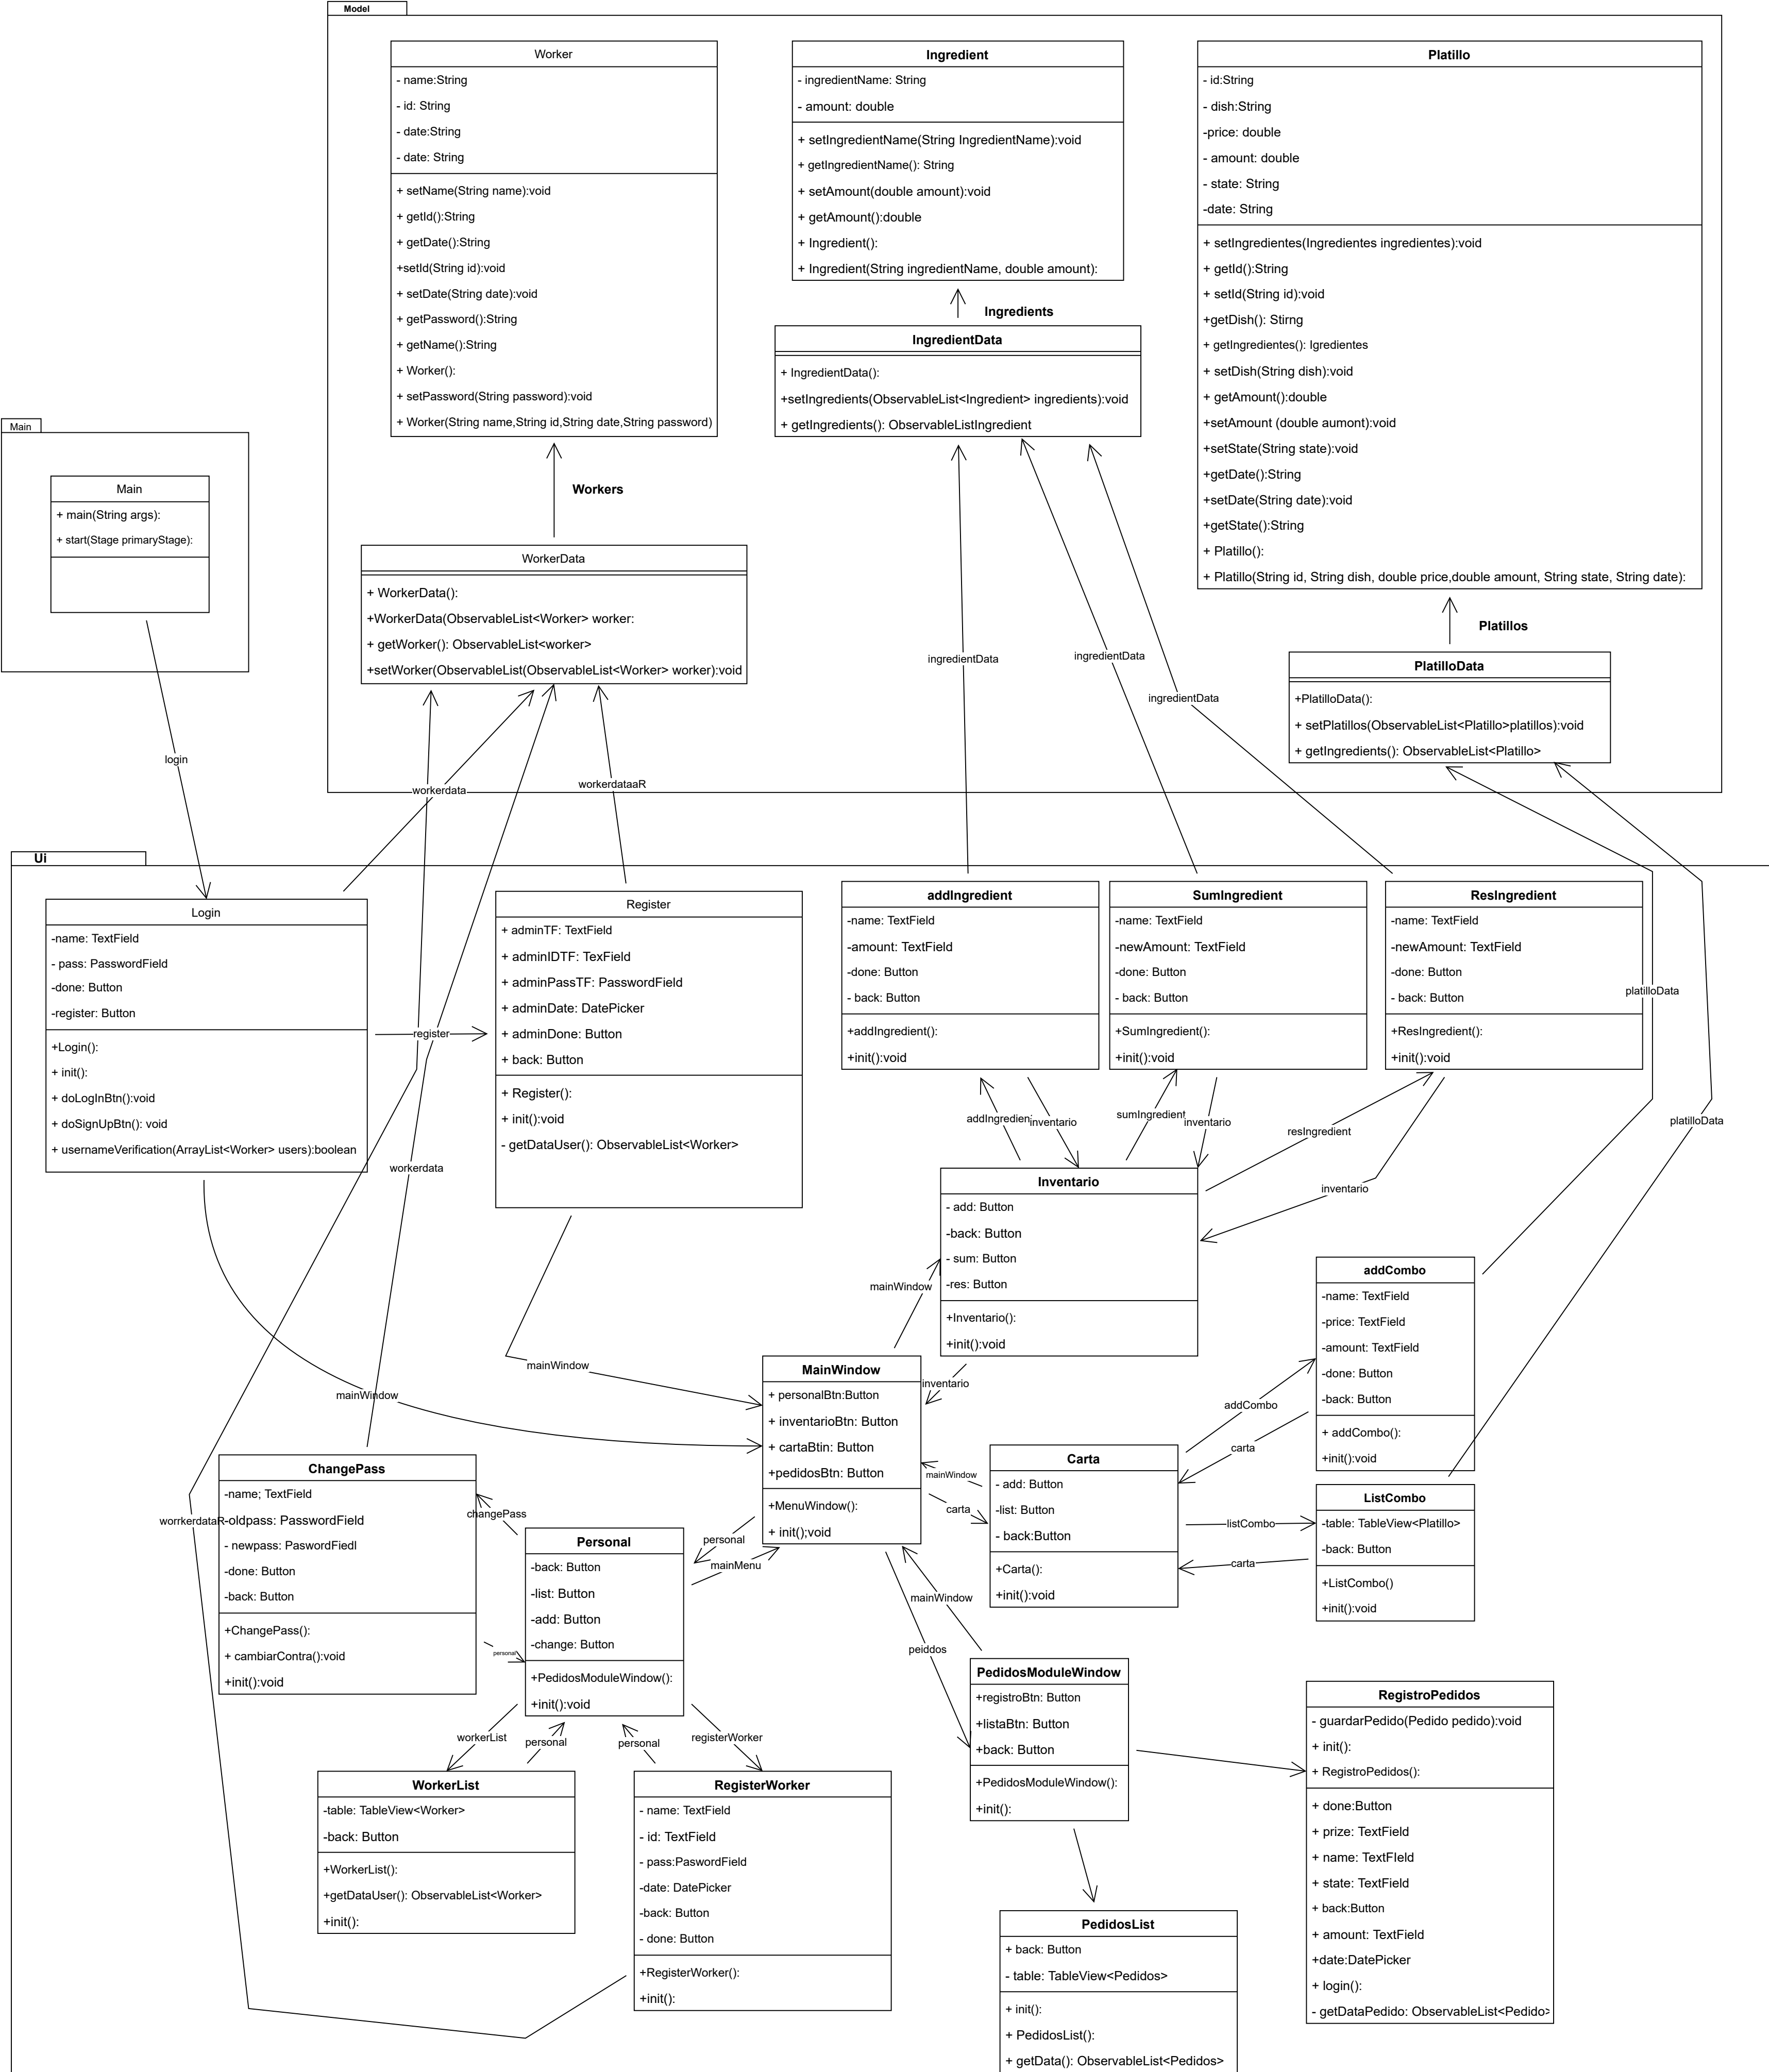 Model
Worker
- name:String
- id: String
- date:String
- date: String
+ setName(String name):void
+ getId():String
+ getDate():String
+setId(String id):void
+ setDate(String date):void
+ getPassword():String
+ getName():String
+ Worker():
+ setPassword(String password):void
+ Worker(String name,String id,String date,String password)
Ingredient
- ingredientName: String
- amount: double
+ setIngredientName(String IngredientName):void
+ getIngredientName(): String
+ setAmount(double amount):void
+ getAmount():double
+ Ingredient():
+ Ingredient(String ingredientName, double amount):
Platillo
- id:String
- dish:String
-price: double
- amount: double
- state: String
-date: String
+ setIngredientes(Ingredientes ingredientes):void
+ getId():String
+ setId(String id):void
+getDish(): Stirng
+ getIngredientes(): Igredientes
+ setDish(String dish):void
+ getAmount():double
+setAmount (double aumont):void
+setState(String state):void
+getDate():String
+setDate(String date):void
+getState():String
+ Platillo():
+ Platillo(String id, String dish, double price,double amount, String state, String date):
Ingredients
IngredientData
+ IngredientData():
+setIngredients(ObservableList<Ingredient> ingredients):void
+ getIngredients(): ObservableListIngredient
Workers
WorkerData
+ WorkerData():
+WorkerData(ObservableList<Worker> worker:
+ getWorker(): ObservableList<worker>
+setWorker(ObservableList(ObservableList<Worker> worker):void
Platillos
PlatilloData
+PlatilloData():
+ setPlatillos(ObservableList<Platillo>platillos):void
+ getIngredients(): ObservableList<Platillo>
Main
Main
+ main(String args):
+ start(Stage primaryStage):
login
workerdata
workerdataaR
ingredientData
ingredientData
ingredientData
Ui
Login
-name: TextField
- pass: PasswordField
-done: Button
-register: Button
+Login():
+ init():
+ doLogInBtn():void
+ doSignUpBtn(): void
+ usernameVerification(ArrayList<Worker> users):boolean
register
Register
+ adminTF: TextField
+ adminIDTF: TexField
+ adminPassTF: PasswordField
+ adminDate: DatePicker
+ adminDone: Button
+ back: Button
+ Register():
+ init():void
- getDataUser(): ObservableList<Worker>
addIngredient
-name: TextField
-amount: TextField
-done: Button
- back: Button
+addIngredient():
+init():void
SumIngredient
-name: TextField
-newAmount: TextField
-done: Button
- back: Button
+SumIngredient():
+init():void
ResIngredient
-name: TextField
-newAmount: TextField
-done: Button
- back: Button
+ResIngredient():
+init():void
platilloData
platilloData
workerdata
addIngredien
inventario
sumIngredient
inventario
resIngredient
inventario
Inventario
- add: Button
-back: Button
- sum: Button
-res: Button
+Inventario():
+init():void
mainWindow
inventario
mainWindow
mainWindow
MainWindow
+ personalBtn:Button
+ inventarioBtn: Button
+ cartaBtin: Button
+pedidosBtn: Button
+MenuWindow():
+ init();void
addCombo
-name: TextField
-price: TextField
-amount: TextField
-done: Button
-back: Button
+ addCombo():
+init():void
addCombo
carta
Carta
- add: Button
-list: Button
- back:Button
+Carta():
+init():void
mainWindow
carta
listCombo
carta
ListCombo
-table: TableView<Platillo>
-back: Button
+ListCombo()
+init():void
ChangePass
-name; TextField
-oldpass: PasswordField
- newpass: PaswordFiedl
-done: Button
-back: Button
+ChangePass():
+ cambiarContra():void
+init():void
worrkerdataR
changePass
personal
Personal
-back: Button
-list: Button
-add: Button
-change: Button
+PedidosModuleWindow():
+init():void
personal
mainMenu
mainWindow
peiddos
workerList
personal
personal
registerWorker
WorkerList
-table: TableView<Worker>
-back: Button
+WorkerList():
+getDataUser(): ObservableList<Worker>
+init():
RegisterWorker
- name: TextField
- id: TextField
- pass:PaswordField
-date: DatePicker
-back: Button
- done: Button
+RegisterWorker():
+init():
PedidosModuleWindow
+registroBtn: Button
+listaBtn: Button
+back: Button
+PedidosModuleWindow():
+init():
RegistroPedidos
- guardarPedido(Pedido pedido):void
+ init():
+ RegistroPedidos():
+ done:Button
+ prize: TextField
+ name: TextFIeld
+ state: TextField
+ back:Button
+ amount: TextField
+date:DatePicker
+ login():
- getDataPedido: ObservableList<Pedido>
PedidosList
+ back: Button
- table: TableView<Pedidos>
+ init():
+ PedidosList():
+ getData(): ObservableList<Pedidos>